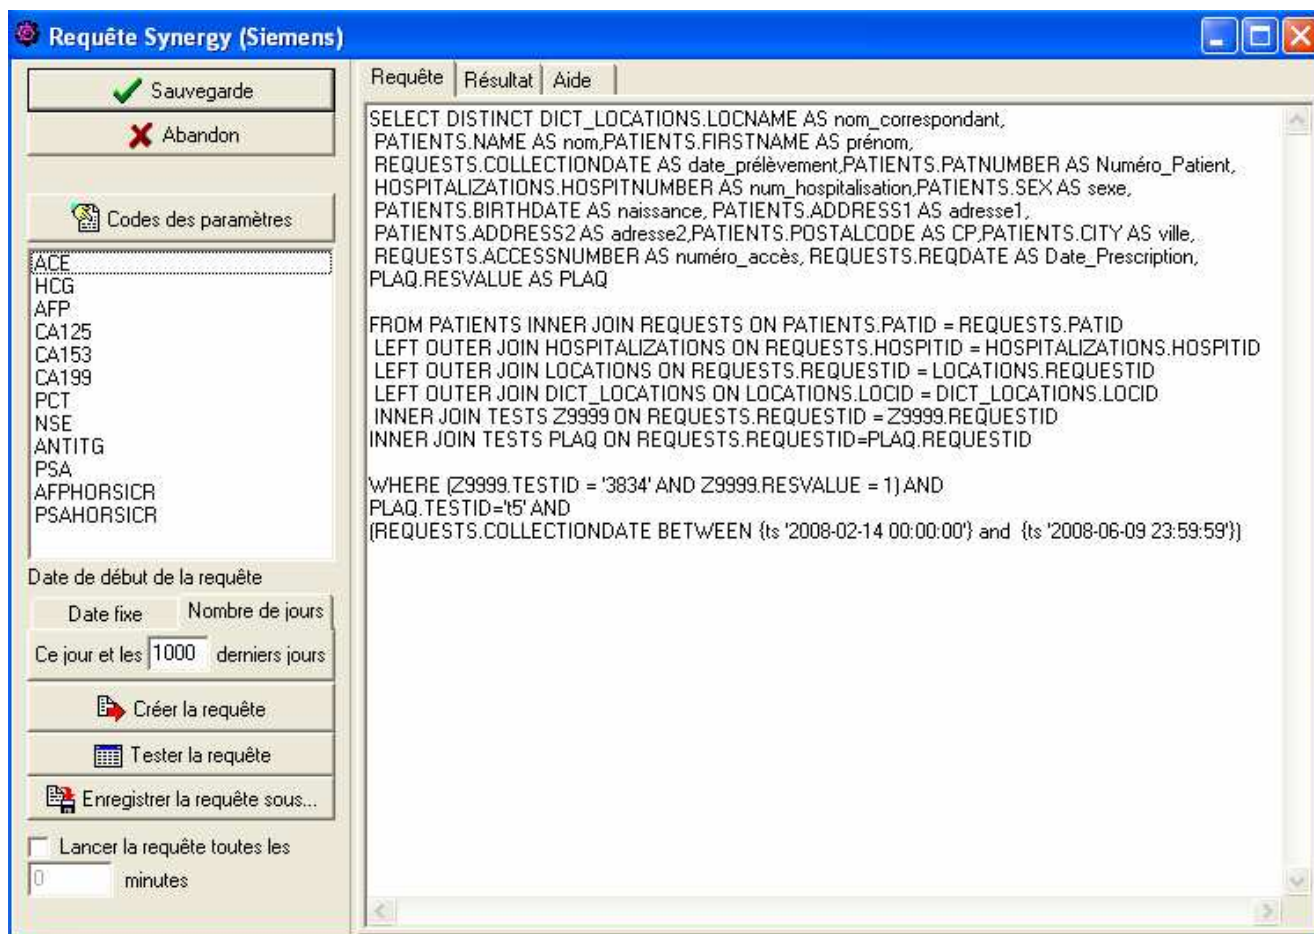 Requête Synergy (Siemens)
Sauvegarde
Abandon
Codes des paramètres
ACE
HCG
AFP
CA125
CA153
CA199
PCT
NSE
ANTITG
PSA
AFPHORSICR
PSAHORSICR
Date de début de la requête
Date fixe
Nombre de jours
Ce jour et les 1000 derniers jours
Créer la requête
Tester la requête
Enregistrer la requête sous...
Lancer la requête toutes les
0 minutes
Requête Résultat Aide
SELECT DISTINCT DICT_LOCATIONS.LOCNAME AS nom_correspondant,
PATIENTS.NAME AS nom,PATIENTS.FIRSTNAME AS prénom,
REQUESTS.COLLECTIONDATE AS date_prélèvement,PATIENTS.PATNUMBER AS Numéro_Patient,
HOSPITALIZATIONS.HOSPITNUMBER AS num_hospitalisation,PATIENTS.SEX AS sexe,
PATIENTS.BIRTHDATE AS naissance, PATIENTS.ADDRESS1 AS adresse1,
PATIENTS.ADDRESS2 AS adresse2,PATIENTS.POSTALCODE AS CP,PATIENTS.CITY AS ville,
REQUESTS.ACCESSNUMBER AS numéro_accès, REQUESTS.REQDATE AS Date_Prescription,
PLAQ.RESVALUE AS PLAQ
FROM PATIENTS INNER JOIN REQUESTS ON PATIENTS.PATID = REQUESTS.PATID
LEFT OUTER JOIN HOSPITALIZATIONS ON REQUESTS.HOSPITID = HOSPITALIZATIONS.HOSPITID
LEFT OUTER JOIN LOCATIONS ON REQUESTS.REQUESTID = LOCATIONS.REQUESTID
LEFT OUTER JOIN DICT_LOCATIONS ON LOCATIONS.LOCID = DICT_LOCATIONS.LOCID
INNER JOIN TESTS Z9999 ON REQUESTS.REQUESTID = Z9999.REQUESTID
INNER JOIN TESTS PLAQ ON REQUESTS.REQUESTID=PLAQ.REQUESTID
WHERE (Z9999.TESTID = '3834' AND Z9999.RESVALUE = 1) AND
PLAQ.TESTID='t5' AND
(REQUESTS.COLLECTIONDATE BETWEEN {ts '2008-02-14 00:00:00'} and {ts '2008-06-09 23:59:59'})